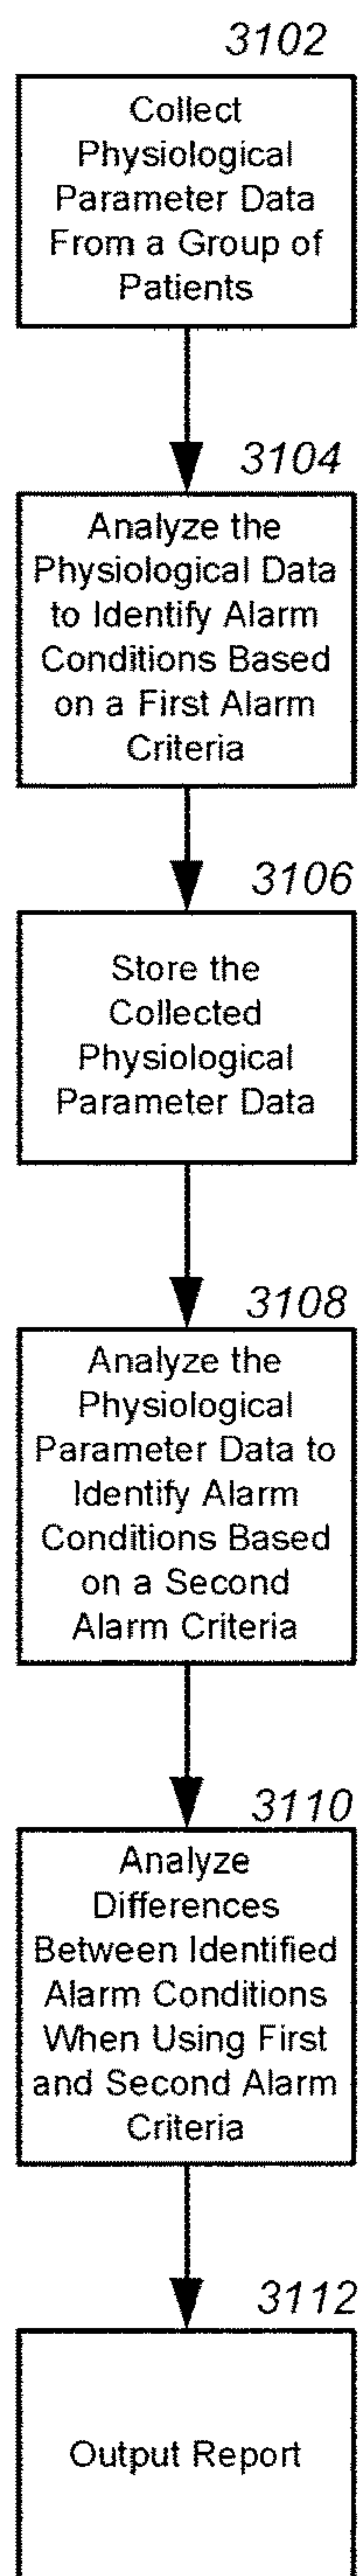 3102
Collect
Physiological
Parameter Data
From a Group of
Patients
3104
Analyze the
Physiological Data
to Identify Alarm
Conditions Based
on a First Alarm
Criteria
3106
Store the
Collected
Physiological
Parameter Data
3108
Analyze the
Physiological
Parameter Data to
Identify Alarm
Conditions Based
on a Second
Alarm Criteria
3110
Analyze
Differences
Between Identified
Alarm Conditions
When Using First
and Second Alarm
Criteria
3112
Output Report